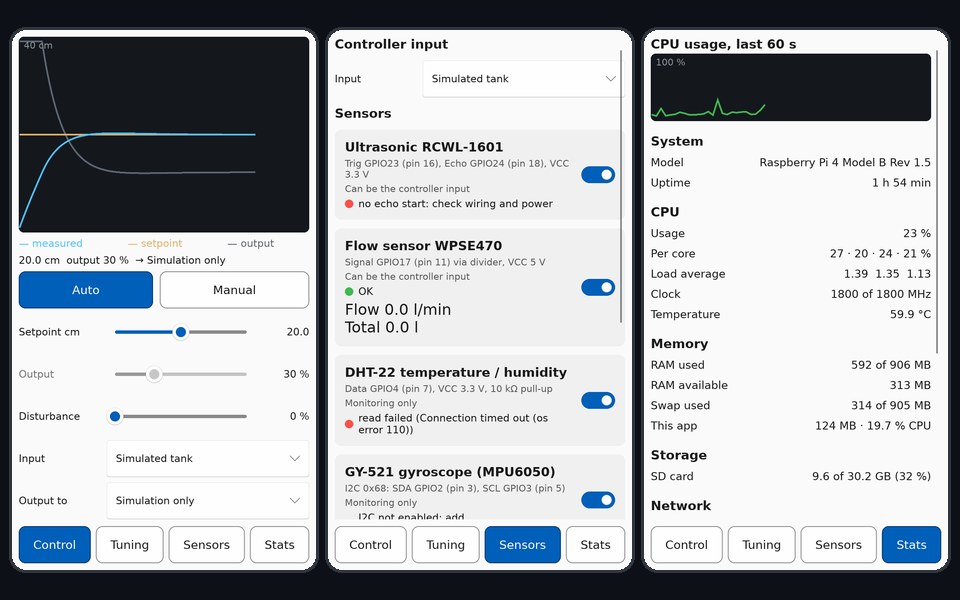 40 cm
— measured — setpoint — output
20.0 cm output 30 % → Simulation only
Auto Manual
Setpoint cm 20.0
Output 30 %
Disturbance 0 %
Input Simulated tank
Output to Simulation only
Control Tuning Sensors Stats
Controller input
Input Simulated tank
Sensors
Ultrasonic RCWL-1601
Trig GPIO23 (pin 16), Echo GPIO24 (pin 18), VCC
3.3 V
Can be the controller input
no echo start: check wiring and power
Flow sensor WPSE470
Signal GPIO17 (pin 11) via divider, VCC 5 V
Can be the controller input
OK
Flow 0.0 l/min
Total 0.0 l
DHT-22 temperature / humidity
Data GPIO4 (pin 7), VCC 3.3 V, 10 kΩ pull-up
Monitoring only
read failed (Connection timed out (os
error 110))
GY-521 gyroscope (MPU6050)
I2C 0x68: SDA GPIO2 (pin 3), SCL GPIO3 (pin 5)
Monitoring only
I2C not enabled: add
Control Tuning Sensors Stats
CPU usage, last 60 s
100 %
System
Model Raspberry Pi 4 Model B Rev 1.5
Uptime 1 h 54 min
CPU
Usage 23 %
Per core 27 · 20 · 24 · 21 %
Load average 1.39 1.35 1.13
Clock 1800 of 1800 MHz
Temperature 59.9 °C
Memory
RAM used 592 of 906 MB
RAM available 313 MB
Swap used 314 of 905 MB
This app 124 MB · 19.7 % CPU
Storage
SD card 9.6 of 30.2 GB (32 %)
Network
Control Tuning Sensors Stats